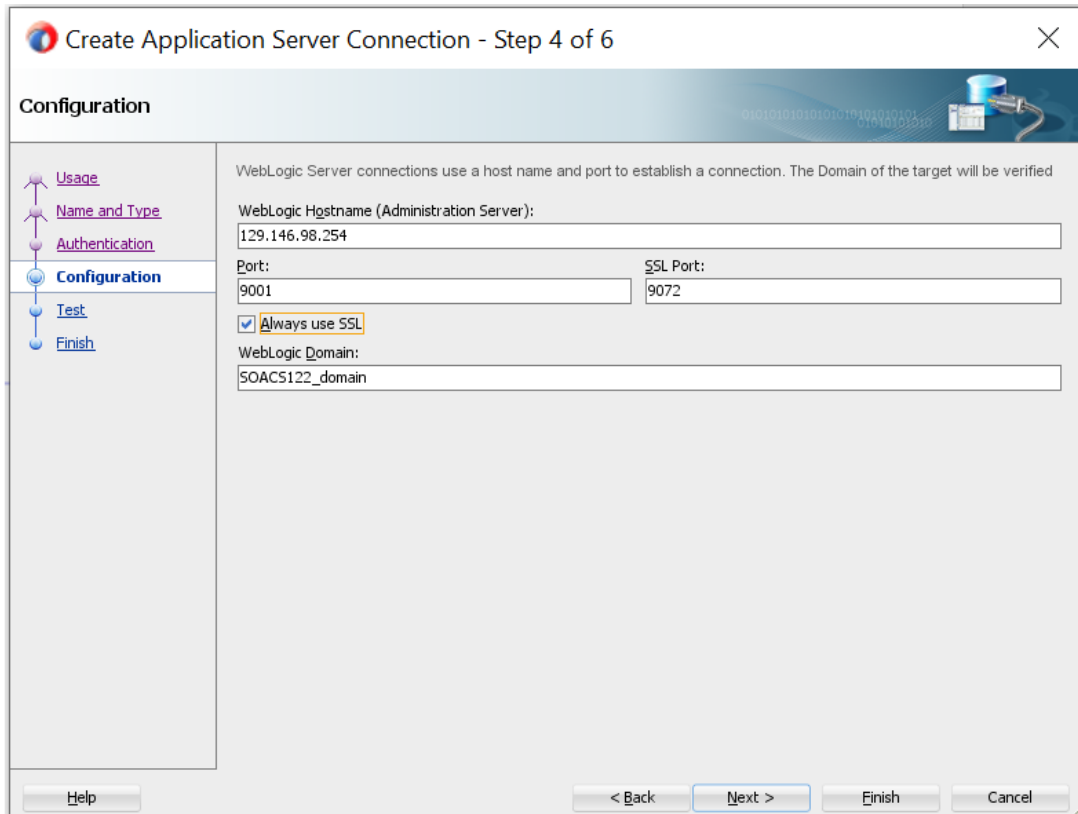 Create Application Server Connection - Step 4 of 6
Configuration
Usage
Name and Type
Authentication
Configuration
Test
Finish
WebLogic Server connections use a host name and port to establish a connection. The Domain of the target will be verified
WebLogic Hostname (Administration Server):
129.146.98.254
Port: SSL Port:
9001 9072
Always use SSL
WebLogic Domain:
SOACS122_domain
Help < Back Next > Finish Cancel